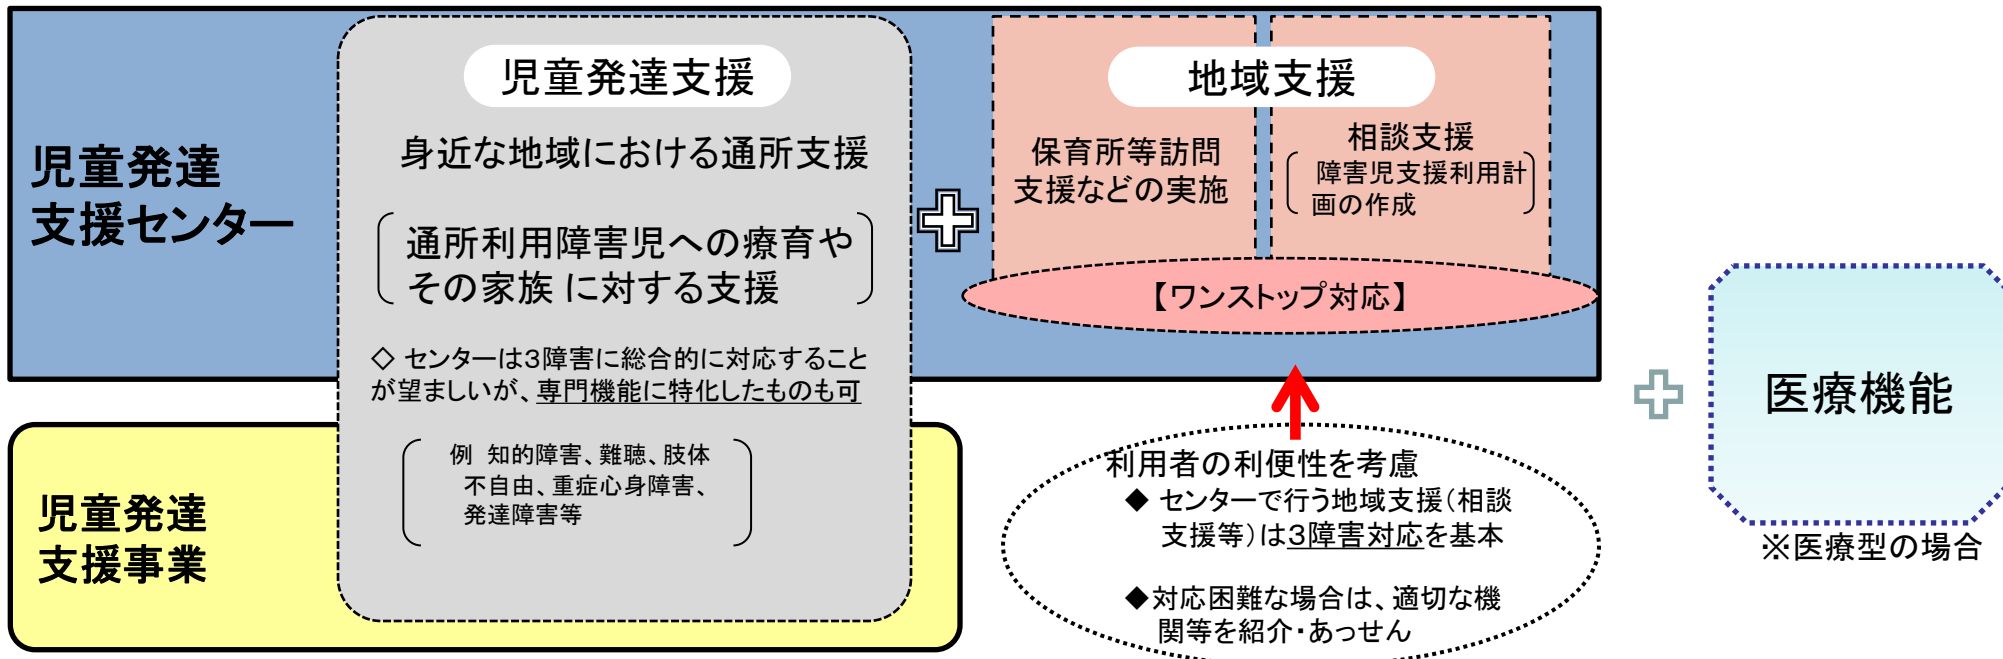 児童発達
支援センター
児童発達支援
身近な地域における通所支援
通所利用障害児への療育や
その家族 に対する支援
◇ センターは３障害に総合的に対応すること
が望ましいが、専門機能に特化したものも可
例　知的障害、難聴、肢体
不自由、重症心身障害、
発達障害等
地域支援
保育所等訪問
支援などの実施
相談支援
障害児支援利用計
画の作成
【ワンストップ対応】
児童発達
支援事業
利用者の利便性を考慮
◆ センターで行う地域支援（相談
支援等）は３障害対応を基本
◆対応困難な場合は、適切な機
関等を紹介・あっせん
医療機能
※医療型の場合